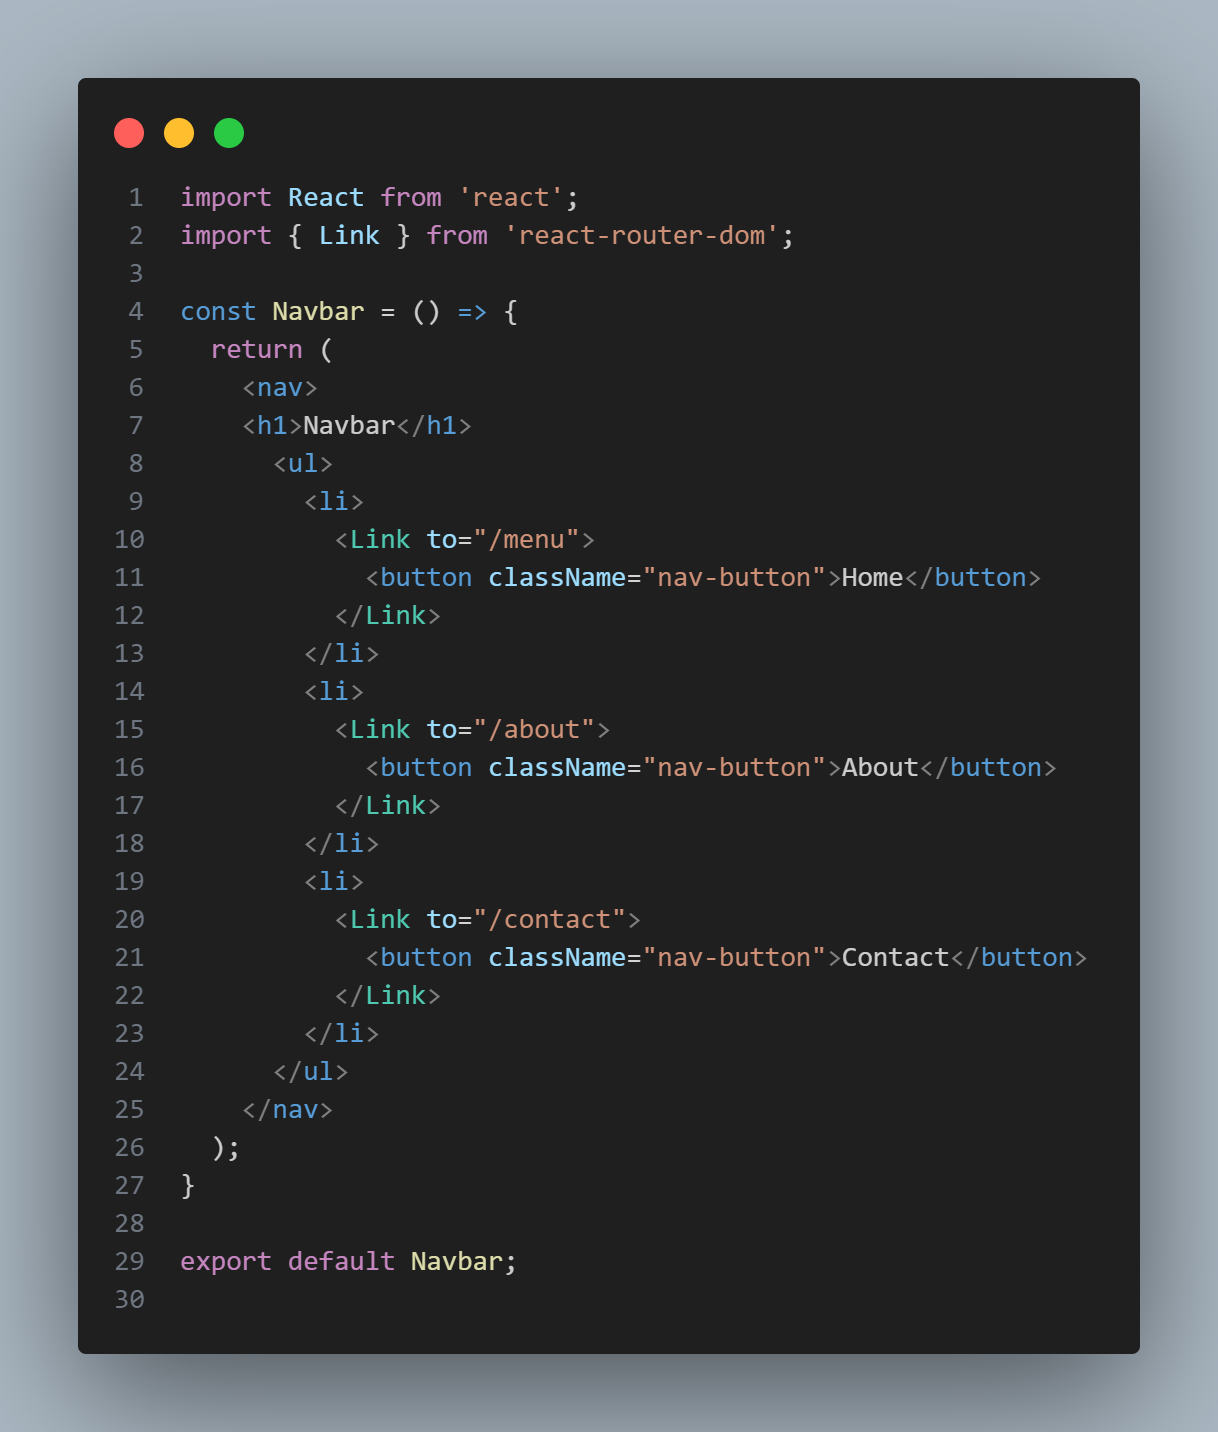 1 import React from 'react';
2 import { Link } from 'react-router-dom';
3
4 const Navbar = () => {
5   return (
6     <nav>
7     <h1>Navbar</h1>
8       <ul>
9         <li>
10           <Link to="/menu">
11             <button className="nav-button">Home</button>
12           </Link>
13         </li>
14         <li>
15           <Link to="/about">
16             <button className="nav-button">About</button>
17           </Link>
18         </li>
19         <li>
20           <Link to="/contact">
21             <button className="nav-button">Contact</button>
22           </Link>
23         </li>
24       </ul>
25     </nav>
26   );
27 }
28
29 export default Navbar;
30